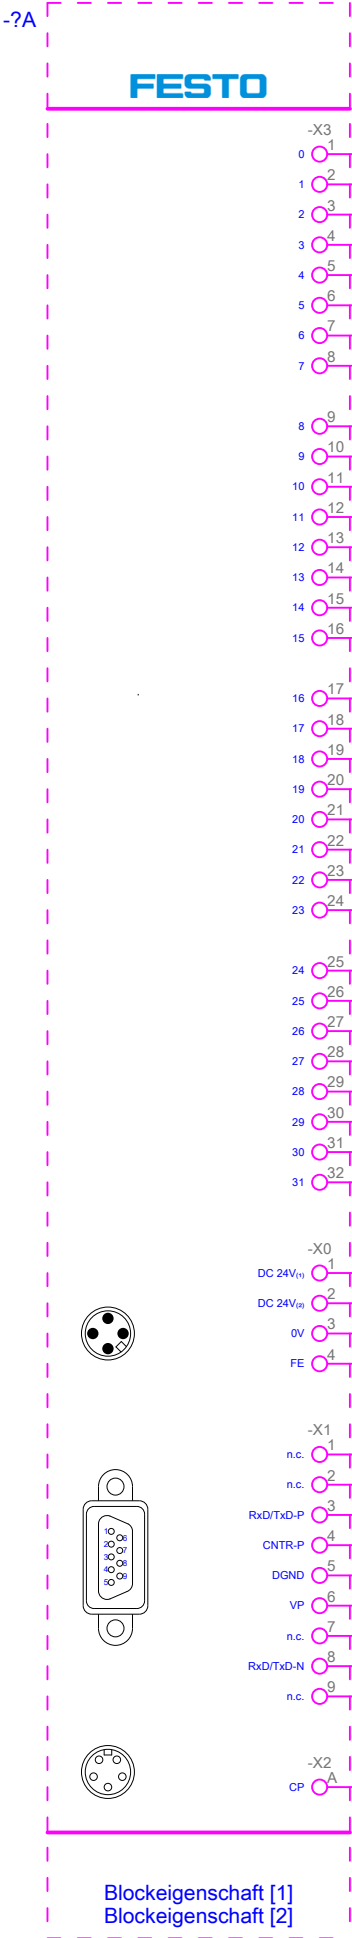 -?A
FESTO
-X3
0 1
1 2
2 3
3 4
4 5
5 6
6 7
7 8
8 9
9 10
10 11
11 12
12 13
13 14
14 15
15 16
16 17
17 18
18 19
19 20
20 21
21 22
22 23
23 24
24 25
25 26
26 27
27 28
28 29
29 30
30 31
31 32
-X0
DC 24V(1) 1
DC 24V(2) 2
0V 3
FE 4
-X1
n.c. 1
n.c. 2
RxD/TxD-P 3
CNTR-P 4
DGND 5
VP 6
n.c. 7
RxD/TxD-N 8
n.c. 9
1
6
2
7
3
8
4
9
5
-X2
CP A
Blockeigenschaft [1]
Blockeigenschaft [2]